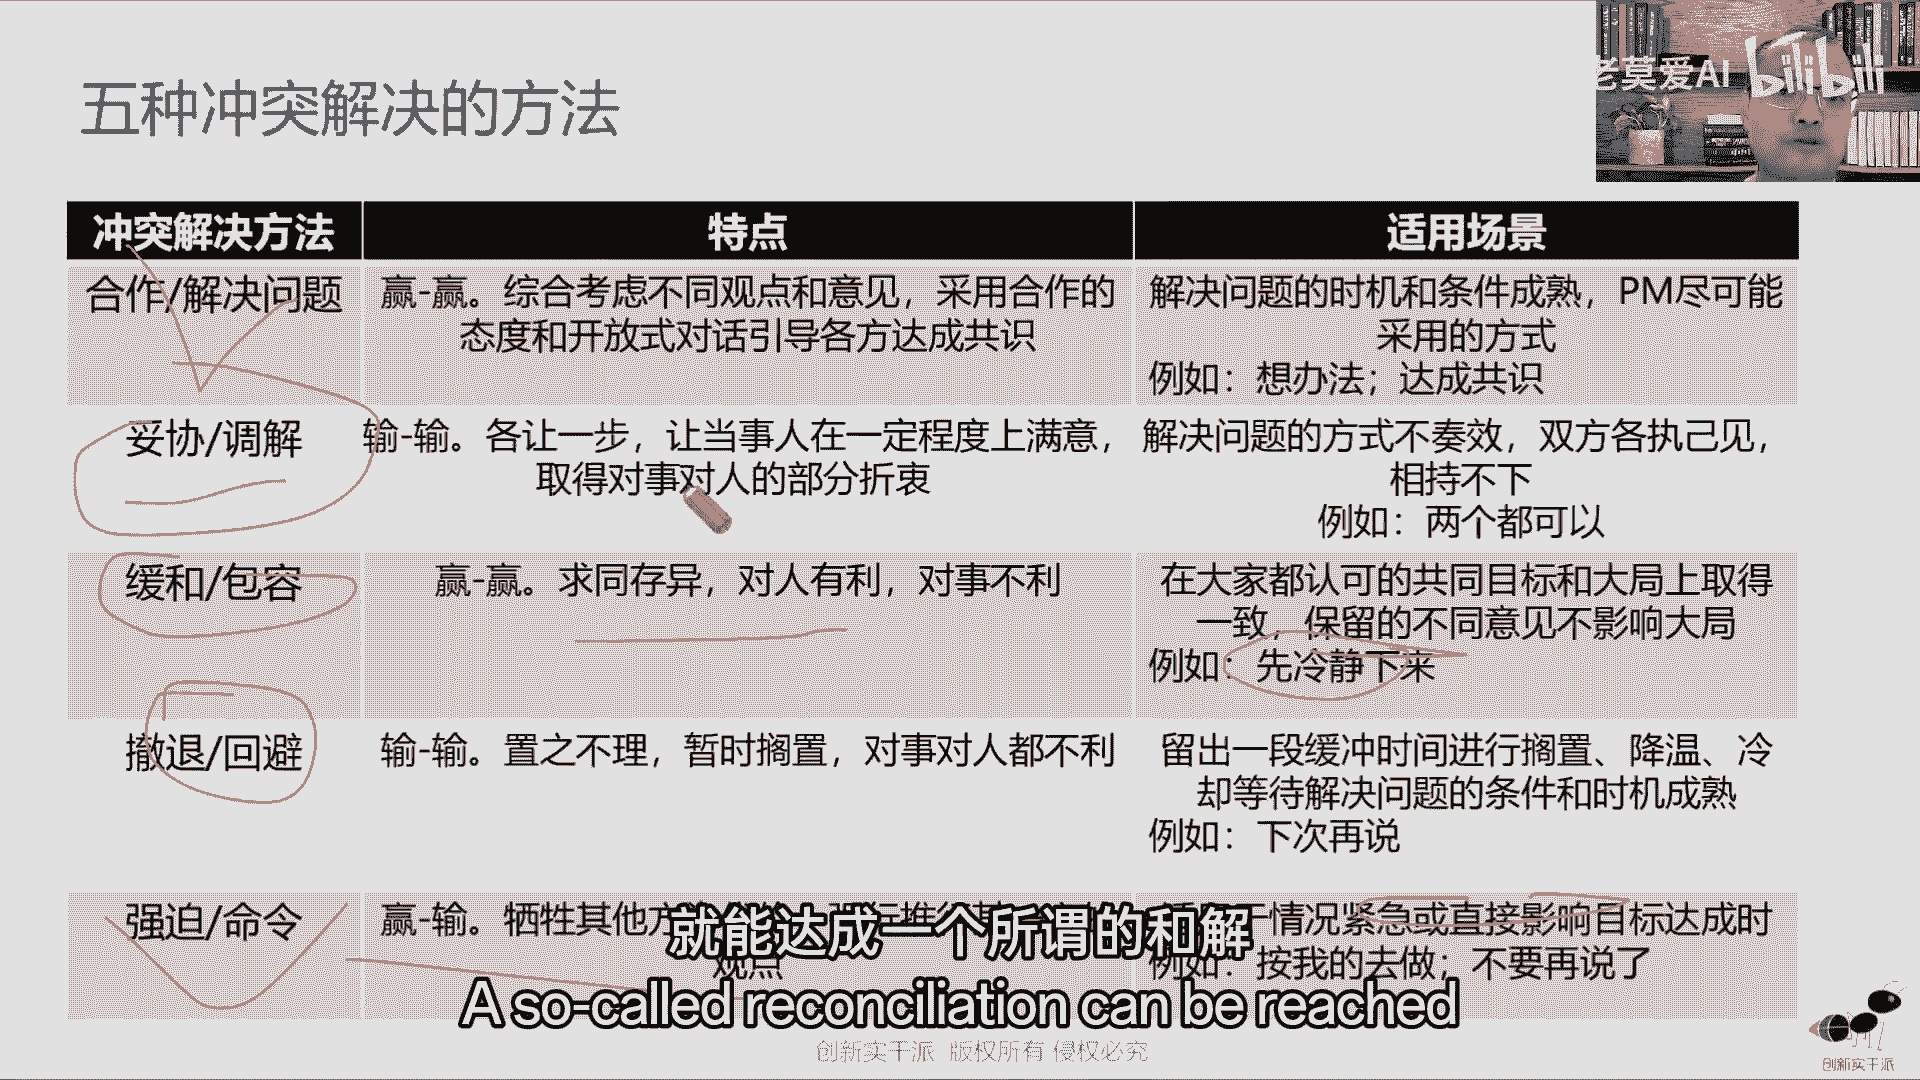 五种冲突解决的方法
老莫爱AI
bilibili
冲突解决方法
特点
适用场景
合作/解决问题
赢-赢。综合考虑不同观点和意见，采用合作的
态度和开放式对话引导各方达成共识
解决问题的时机和条件成熟，PM尽可能
采用的方式
例如：想办法；达成共识
妥协/调解
输-输。各让一步，让当事人在一定程度上满意，
取得对事对人的部分折衷
解决问题的方式不奏效，双方各执己见，
相持不下
例如：两个都可以
缓和/包容
赢-赢。求同存异，对人有利，对事不利
在大家都认可的共同目标和大局上取得
一致，保留的不同意见不影响大局
例如：先冷静下来
撤退/回避
输-输。置之不理，暂时搁置，对事对人都不利
留出一段缓冲时间进行搁置、降温、冷
却等待解决问题的条件和时机成熟
例如：下次再说
强迫/命令
赢-输。牺牲其他方
观点
情况紧急或直接影响目标达成时
例如：按我的去做；不要再说了
就能达成一个所谓的和解
A so-called reconciliation can be reached
创新实干派 版权所有 侵权必究
创新实干派